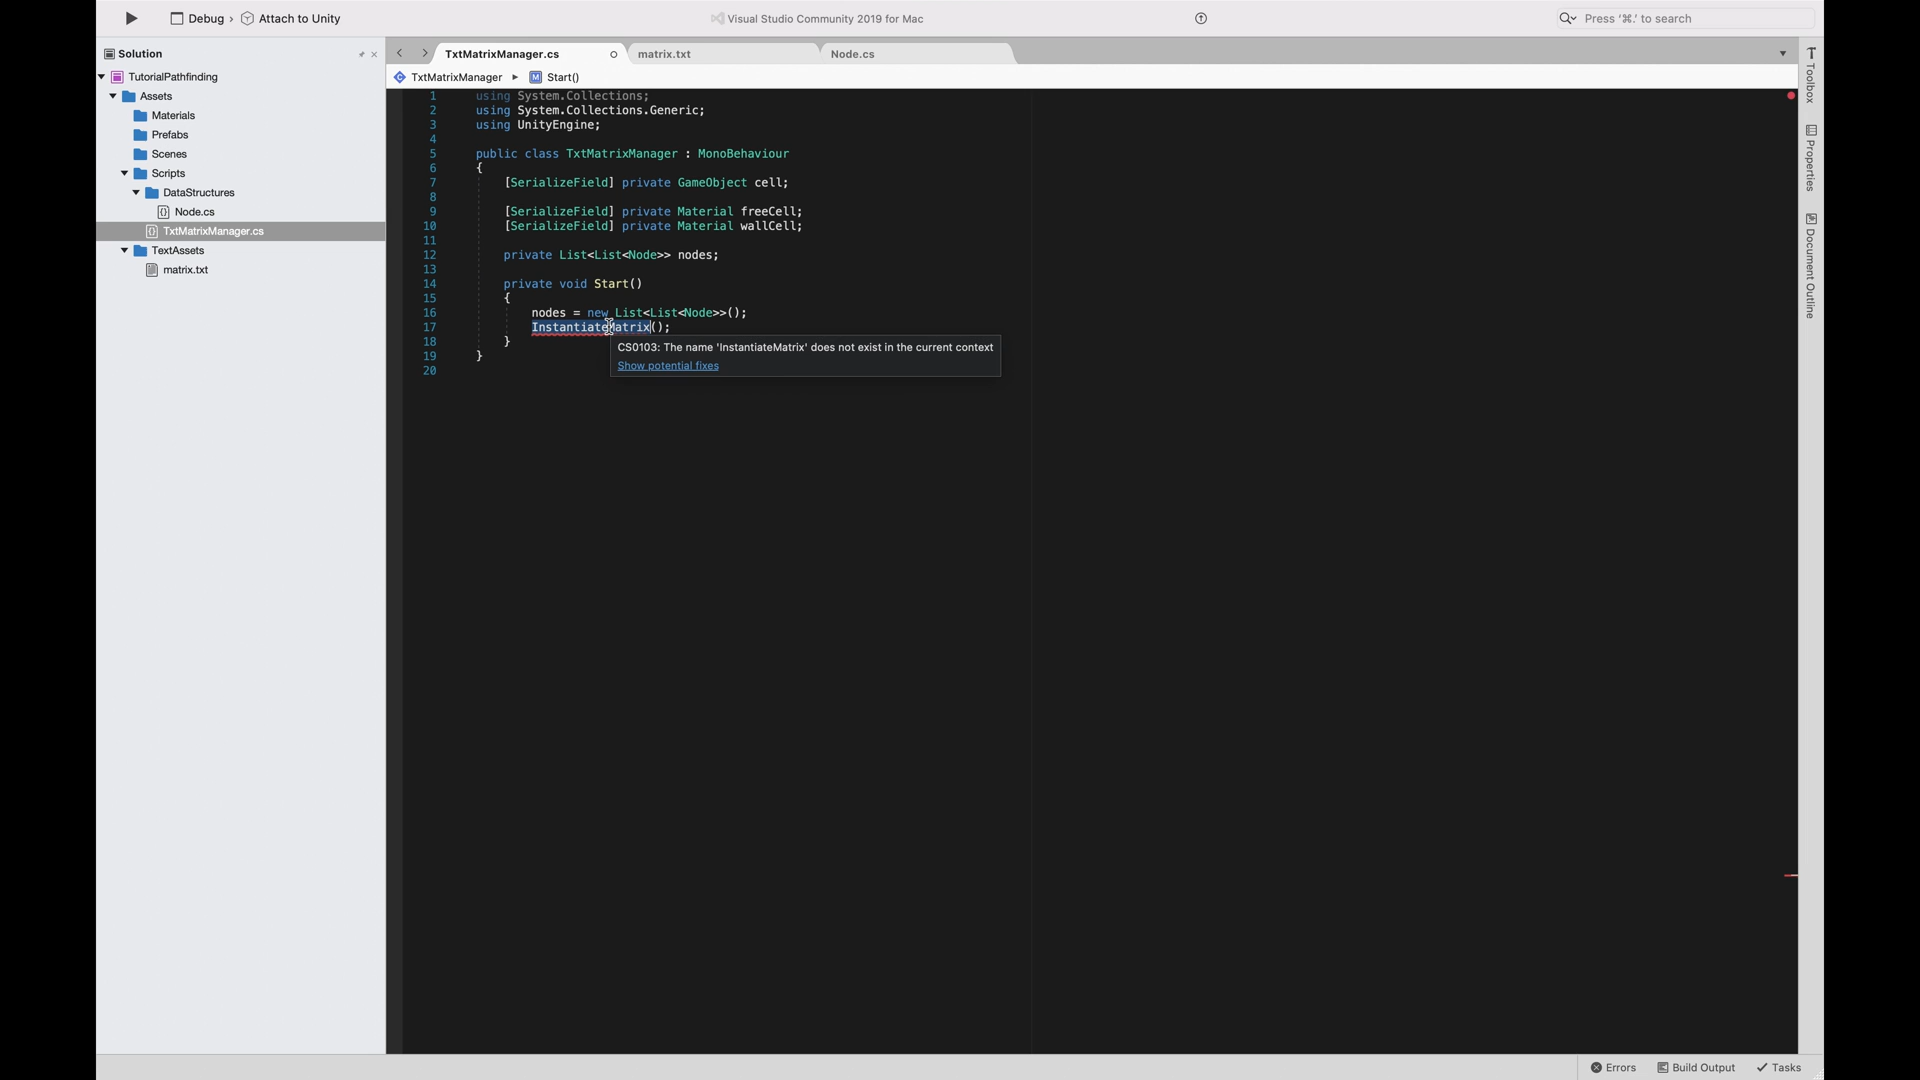 Debug › Attach to Unity
Visual Studio Community 2019 for Mac
Press '⌘.' to search
Solution
TxtMatrixManager.cs
matrix.txt
Node.cs
TutorialPathfinding
Assets
Materials
Prefabs
Scenes
Scripts
DataStructures
Node.cs
TxtMatrixManager.cs
TextAssets
matrix.txt
TxtMatrixManager ▸ M Start()
1 using System.Collections;
2 using System.Collections.Generic;
3 using UnityEngine;
4
5 public class TxtMatrixManager : MonoBehaviour
6 {
7 [SerializeField] private GameObject cell;
8
9 [SerializeField] private Material freeCell;
10 [SerializeField] private Material wallCell;
11
12 private List<List<Node>> nodes;
13
14 private void Start()
15 {
16 nodes = new List<List<Node>>();
17 InstantiateMatrix();
18 }
19 }
20
CS0103: The name 'InstantiateMatrix' does not exist in the current context
Show potential fixes
Toolbox
Properties
Document Outline
Errors
Build Output
Tasks